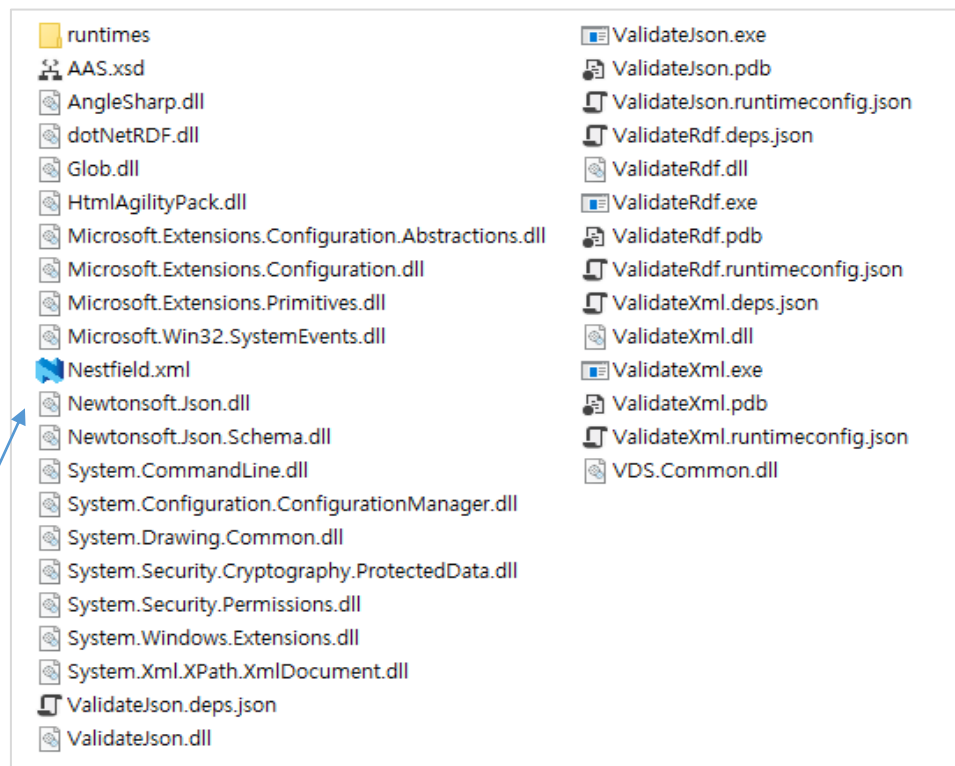 runtimes
AAS.xsd
AngleSharp.dll
dotNetRDF.dll
Glob.dll
HtmlAgilityPack.dll
Microsoft.Extensions.Configuration.Abstractions.dll
Microsoft.Extensions.Configuration.dll
Microsoft.Extensions.Primitives.dll
Microsoft.Win32.SystemEvents.dll
Nestfield.xml
Newtonsoft.Json.dll
Newtonsoft.Json.Schema.dll
System.CommandLine.dll
System.Configuration.ConfigurationManager.dll
System.Drawing.Common.dll
System.Security.Cryptography.ProtectedData.dll
System.Security.Permissions.dll
System.Windows.Extensions.dll
System.Xml.XPath.XmlDocument.dll
ValidateJson.deps.json
ValidateJson.dll
ValidateJson.exe
ValidateJson.pdb
ValidateJson.runtimeconfig.json
ValidateRdf.deps.json
ValidateRdf.dll
ValidateRdf.exe
ValidateRdf.pdb
ValidateRdf.runtimeconfig.json
ValidateXml.deps.json
ValidateXml.dll
ValidateXml.exe
ValidateXml.pdb
ValidateXml.runtimeconfig.json
VDS.Common.dll